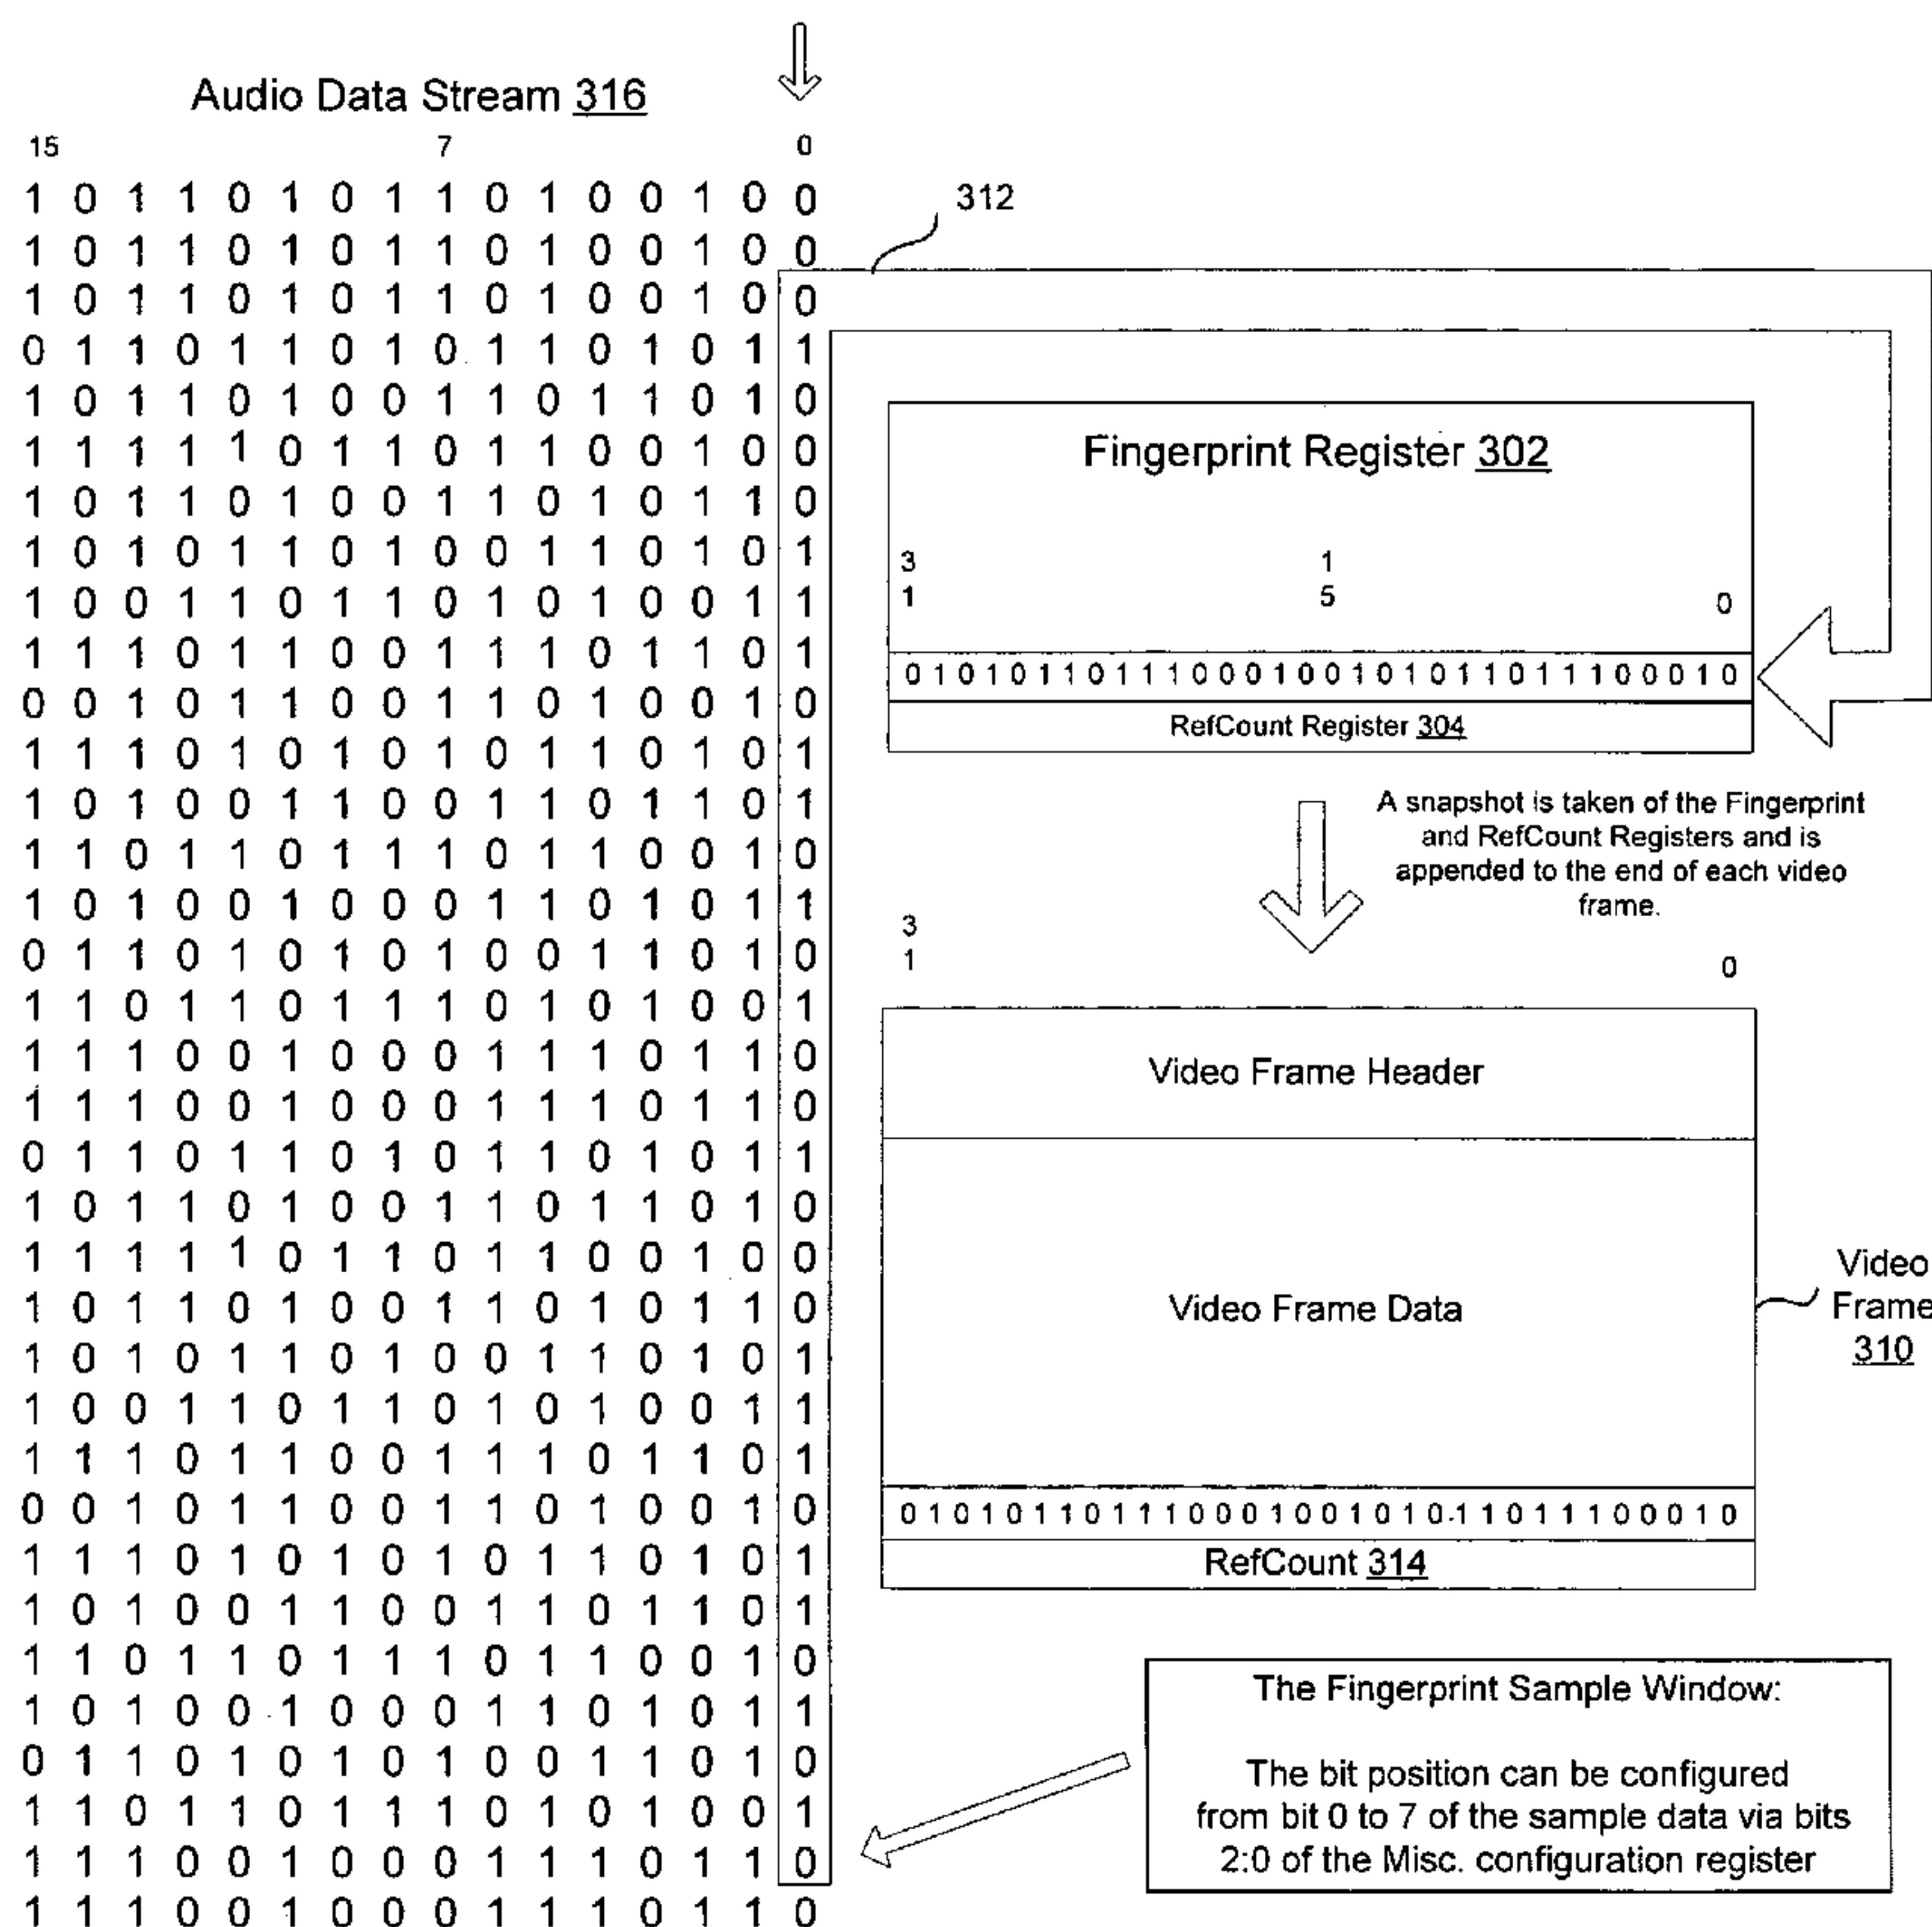 Audio Data Stream 316
15 7 0
1 0 1 1 0 1 0 1 1 0 1 0 0 1 0 0
1 0 1 1 0 1 0 1 1 0 1 0 0 1 0 0
1 0 1 1 0 1 0 1 1 0 1 0 0 1 0 0
0 1 1 0 1 1 0 1 0 1 1 0 1 0 1 1
1 0 1 1 0 1 0 0 1 1 0 1 1 0 1 0
1 1 1 1 1 0 1 1 0 1 1 0 0 1 0 0
1 0 1 1 0 1 0 0 1 1 0 1 0 1 1 0
1 0 1 0 1 1 0 1 0 0 1 1 0 1 0 1
1 0 0 1 1 0 1 1 0 1 0 1 0 0 1 1
1 1 1 0 1 1 0 0 1 1 1 0 1 1 0 1
0 0 1 0 1 1 0 0 1 1 0 1 0 0 1 0
1 1 1 0 1 0 1 0 1 0 1 1 0 1 0 1
1 0 1 0 0 1 1 0 0 1 1 0 1 1 0 1
1 1 0 1 1 0 1 1 1 0 1 1 0 0 1 0
1 0 1 0 0 1 0 0 0 1 1 0 1 0 1 1
0 1 1 0 1 0 1 0 1 0 0 1 1 0 1 0
1 1 0 1 1 0 1 1 1 0 1 0 1 0 0 1
1 1 1 0 0 1 0 0 0 1 1 1 0 1 1 0
1 1 1 0 0 1 0 0 0 1 1 1 0 1 1 0
0 1 1 0 1 1 0 1 0 1 1 0 1 0 1 1
1 0 1 1 0 1 0 0 1 1 0 1 1 0 1 0
1 1 1 1 1 0 1 1 0 1 1 0 0 1 0 0
1 0 1 1 0 1 0 0 1 1 0 1 0 1 1 0
1 0 1 0 1 1 0 1 0 0 1 1 0 1 0 1
1 0 0 1 1 0 1 1 0 1 0 1 0 0 1 1
1 1 1 0 1 1 0 0 1 1 1 0 1 1 0 1
0 0 1 0 1 1 0 0 1 1 0 1 0 0 1 0
1 1 1 0 1 0 1 0 1 0 1 1 0 1 0 1
1 0 1 0 0 1 1 0 0 1 1 0 1 1 0 1
1 1 0 1 1 0 1 1 1 0 1 1 0 0 1 0
1 0 1 0 0 1 0 0 0 1 1 0 1 0 1 1
0 1 1 0 1 0 1 0 1 0 0 1 1 0 1 0
1 1 0 1 1 0 1 1 1 0 1 0 1 0 0 1
1 1 1 0 0 1 0 0 0 1 1 1 0 1 1 0
1 1 1 0 0 1 0 0 0 1 1 1 0 1 1 0
312
Fingerprint Register 302
3 1
1 5 0
0 1 0 1 0 1 1 0 1 1 1 0 0 0 1 0 0 1 0 1 0 1 1 0 1 1 1 0 0 0 1 0
RefCount Register 304
A snapshot is taken of the Fingerprint
and RefCount Registers and is
appended to the end of each video
frame.
3
1 0
Video Frame Header
Video Frame Data
Video
Frame
310
0 1 0 1 0 1 1 0 1 1 1 0 0 0 1 0 0 1 0 1 0 1 1 0 1 1 1 0 0 0 1 0
RefCount 314
The Fingerprint Sample Window:
The bit position can be configured
from bit 0 to 7 of the sample data via bits
2:0 of the Misc. configuration register